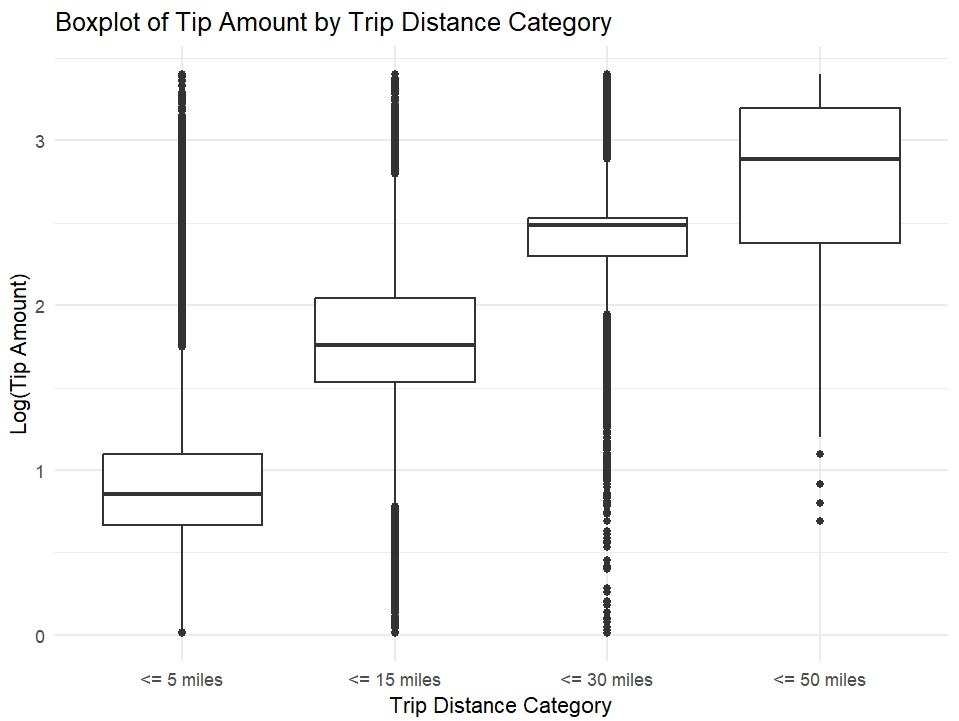 Boxplot of Tip Amount by Trip Distance Category
Log(Tip Amount)
3
2
1
0
<= 5 miles
<= 15 miles
<= 30 miles
<= 50 miles
Trip Distance Category